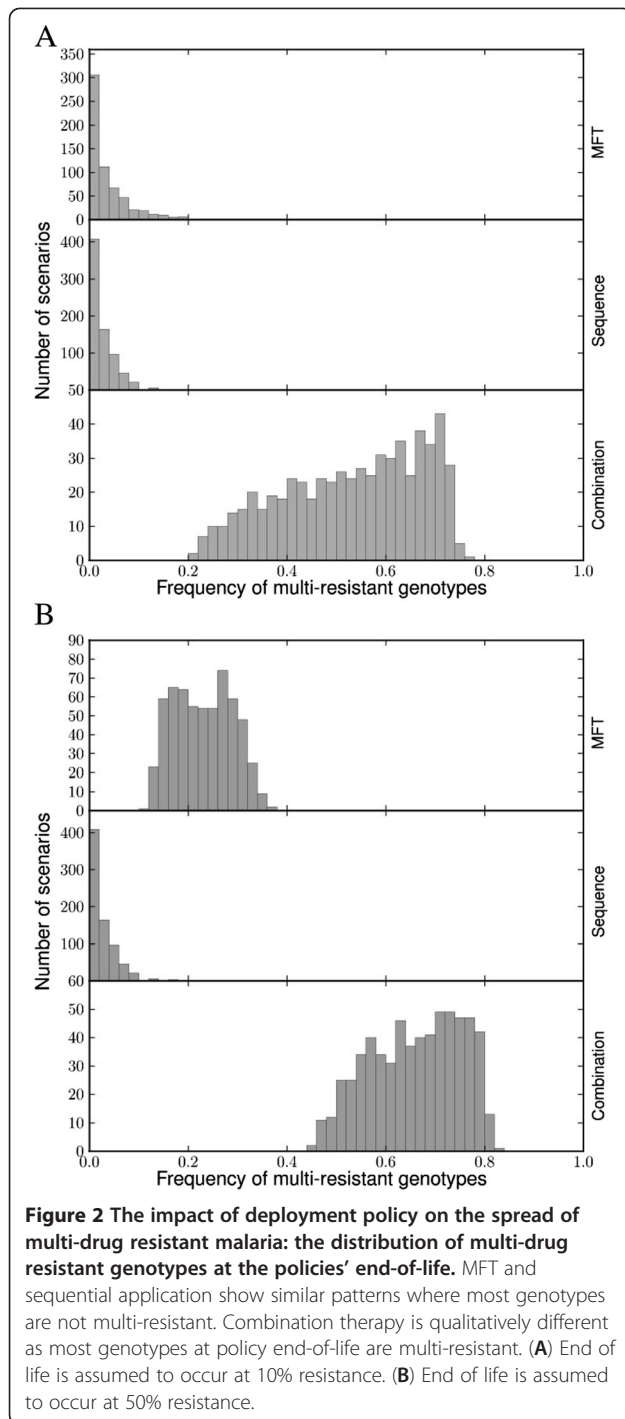 A
350
300
250
200
150
100
50
0
MFT
400
300
200
100
50
Sequence
Number of scenarios
40
30
20
10
0
Combination
0.0 0.2 0.4 0.6 0.8 1.0
Frequency of multi-resistant genotypes
B
90
80
70
60
50
40
30
20
10
0
MFT
400
300
200
100
60
Sequence
Number of scenarios
50
40
30
20
10
0
Combination
0.0 0.2 0.4 0.6 0.8 1.0
Frequency of multi-resistant genotypes
Figure 2 The impact of deployment policy on the spread of
multi-drug resistant malaria: the distribution of multi-drug
resistant genotypes at the policies' end-of-life. MFT and
sequential application show similar patterns where most genotypes
are not multi-resistant. Combination therapy is qualitatively different
as most genotypes at policy end-of-life are multi-resistant. (A) End of
life is assumed to occur at 10% resistance. (B) End of life is assumed
to occur at 50% resistance.